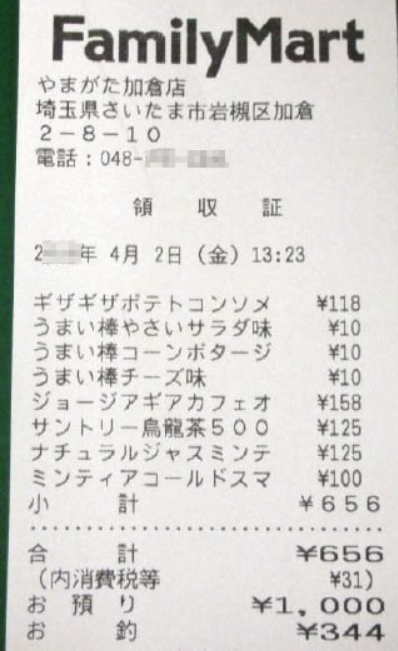 FamilyMart
やまがた加倉店
埼玉県さいたま市岩槻区加倉
2-8-10
電話:048-
領収証
2 年 4月 2日 (金) 13:23
ギザギザポテトコンソメ ¥118
うまい棒やさいサラダ味 ¥10
うまい棒コーンポタージ ¥10
うまい棒チーズ味 ¥10
ジョージアギアカフェオ ¥158
サントリー烏龍茶500 ¥125
ナチュラルジャスミンテ ¥125
ミンティアコールドスマ ¥100
小計 ¥656
合計 ¥656
(内消費税等 ¥31)
お預り ¥1,000
お釣 ¥344